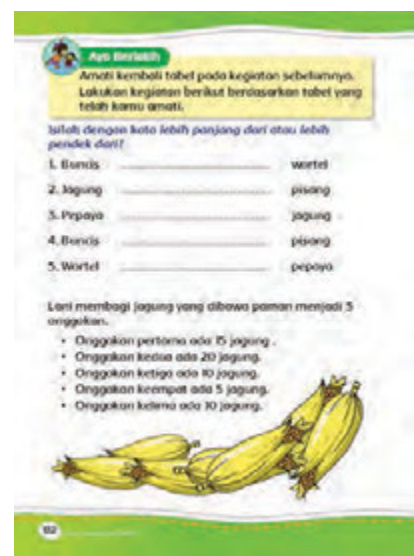 Ayo Berlatih
Amati kembali tabel pada kegiatan sebelumnya.
Lakukan kegiatan berikut berdasarkan tabel yang
telah kamu amati.
Isilah dengan kata lebih panjang dari atau lebih
pendek dari!
1. Buncis ........................ wortel
2. Jagung ........................ pisang
3. Pepaya ........................ jagung
4. Buncis ........................ pisang
5. Wortel ........................ pepaya
Lani membagi jagung yang dibawa paman menjadi 5
onggokan.
• Onggokan pertama ada 15 jagung .
• Onggokan kedua ada 20 jagung.
• Onggokan ketiga ada 10 jagung.
• Onggokan keempat ada 5 jagung.
• Onggokan kelima ada 10 jagung.